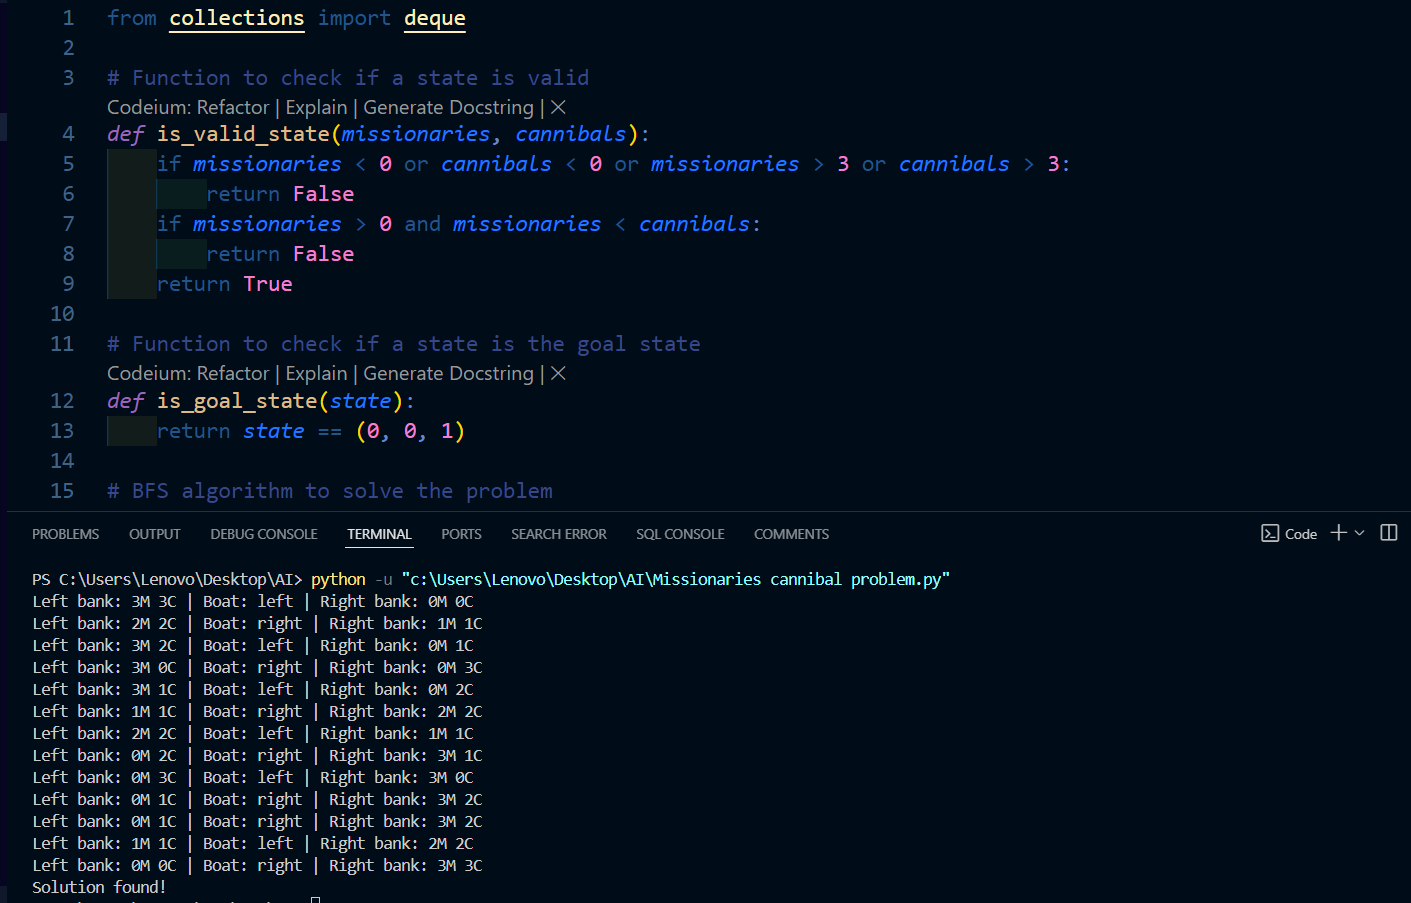 1 from collections import deque
2
3 # Function to check if a state is valid
Codeium: Refactor | Explain | Generate Docstring | ×
4 def is_valid_state(missionaries, cannibals):
5 if missionaries < 0 or cannibals < 0 or missionaries > 3 or cannibals > 3:
6 return False
7 if missionaries > 0 and missionaries < cannibals:
8 return False
9 return True
10
11 # Function to check if a state is the goal state
Codeium: Refactor | Explain | Generate Docstring | ×
12 def is_goal_state(state):
13 return state == (0, 0, 1)
14
15 # BFS algorithm to solve the problem
PROBLEMS OUTPUT DEBUG CONSOLE TERMINAL PORTS SEARCH ERROR SQL CONSOLE COMMENTS Code
PS C:\Users\Lenovo\Desktop\AI> python -u "c:\Users\Lenovo\Desktop\AI\Missionaries cannibal problem.py"
Left bank: 3M 3C | Boat: left | Right bank: 0M 0C
Left bank: 2M 2C | Boat: right | Right bank: 1M 1C
Left bank: 3M 2C | Boat: left | Right bank: 0M 1C
Left bank: 3M 0C | Boat: right | Right bank: 0M 3C
Left bank: 3M 1C | Boat: left | Right bank: 0M 2C
Left bank: 1M 1C | Boat: right | Right bank: 2M 2C
Left bank: 2M 2C | Boat: left | Right bank: 1M 1C
Left bank: 0M 2C | Boat: right | Right bank: 3M 1C
Left bank: 0M 3C | Boat: left | Right bank: 3M 0C
Left bank: 0M 1C | Boat: right | Right bank: 3M 2C
Left bank: 0M 1C | Boat: right | Right bank: 3M 2C
Left bank: 1M 1C | Boat: left | Right bank: 2M 2C
Left bank: 0M 0C | Boat: right | Right bank: 3M 3C
Solution found!